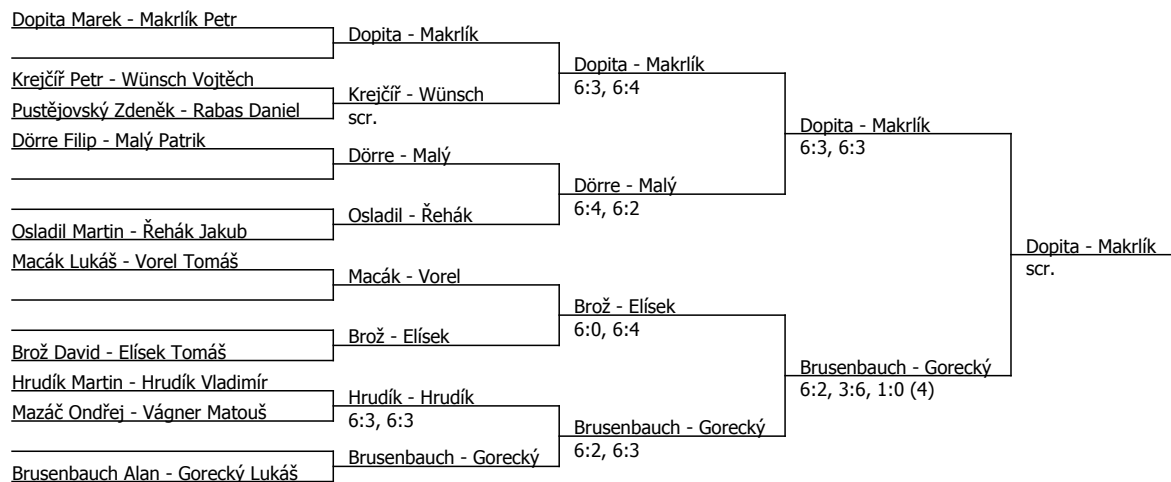 Dopita Marek - Makrlík Petr
Krejčíř Petr - Wünsch Vojtěch
Pustějovský Zdeněk - Rabas Daniel
Dörre Filip - Malý Patrik
Osladil Martin - Řehák Jakub
Macák Lukáš - Vorel Tomáš
Brož David - Elísek Tomáš
Hrudík Martin - Hrudík Vladimír
Mazáč Ondřej - Vágner Matouš
Brusenbauch Alan - Gorecký Lukáš
Dopita - Makrlík
Krejčíř - Wünsch
scr.
Dörre - Malý
Osladil - Řehák
Macák - Vorel
Brož - Elísek
Hrudík - Hrudík
6:3, 6:3
Brusenbauch - Gorecký
Dopita - Makrlík
6:3, 6:4
Dörre - Malý
6:4, 6:2
Brož - Elísek
6:0, 6:4
Brusenbauch - Gorecký
6:2, 6:3
Dopita - Makrlík
6:3, 6:3
Brusenbauch - Gorecký
6:2, 3:6, 1:0 (4)
Dopita - Makrlík
scr.